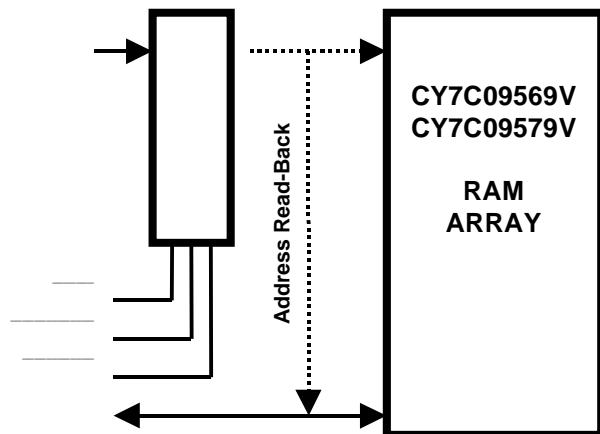 CY7C09569V
CY7C09579V
RAM
ARRAY
Address Read-Back